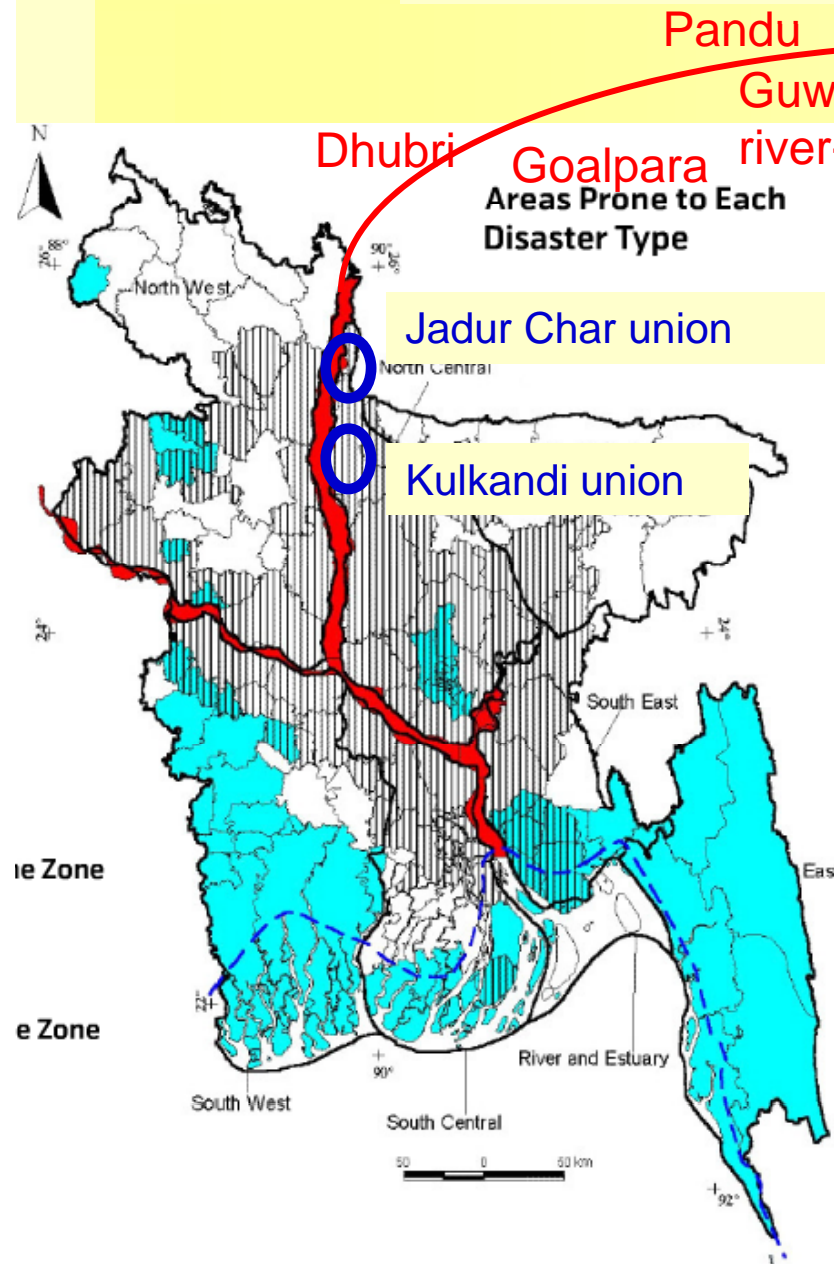 Pandu
Guw
river
Dhubri
Goalpara
N
Areas Prone to Each
Disaster Type
26° 88°
90° 26°
North West
Jadur Char union
North Central
Kulkandi union
24°
24°
South East
ne Zone
East
22°
e Zone
90°
River and Estuary
South West
South Central
50 0 50 km
92°